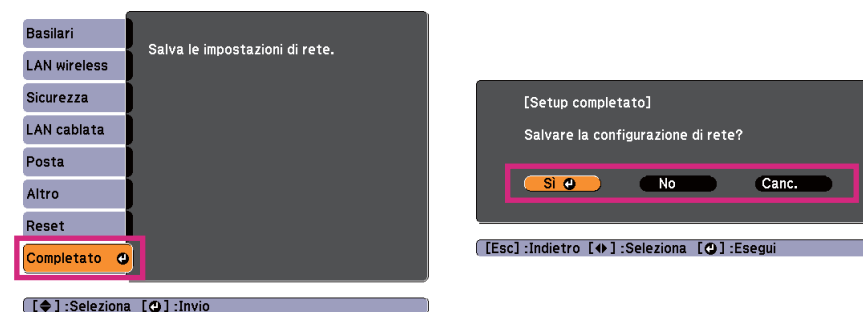 Basilari
LAN wireless
Sicurezza
LAN cablata
Posta
Altro
Reset
Completato
Salva le impostazioni di rete.
[ ] :Seleziona [ ] :Invio
[Setup completato]
Salvare la configurazione di rete?
Sì
No
Canc.
[Esc] :Indietro [ ] :Seleziona [ ] :Esegui